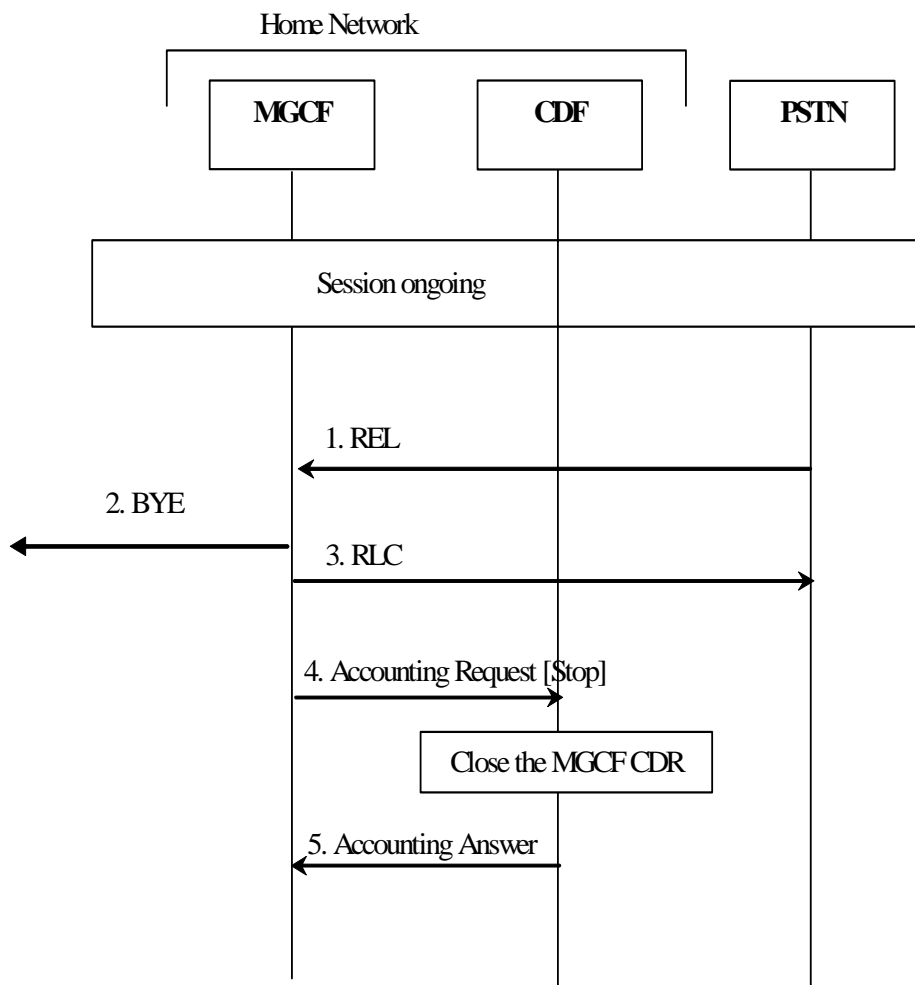 Home Network
MGCF
CDF
PSTN
Session ongoing
1. REL
2. BYE
3. RLC
4. Accounting Request [Stop]
Close the MGCF CDR
5. Accounting Answer